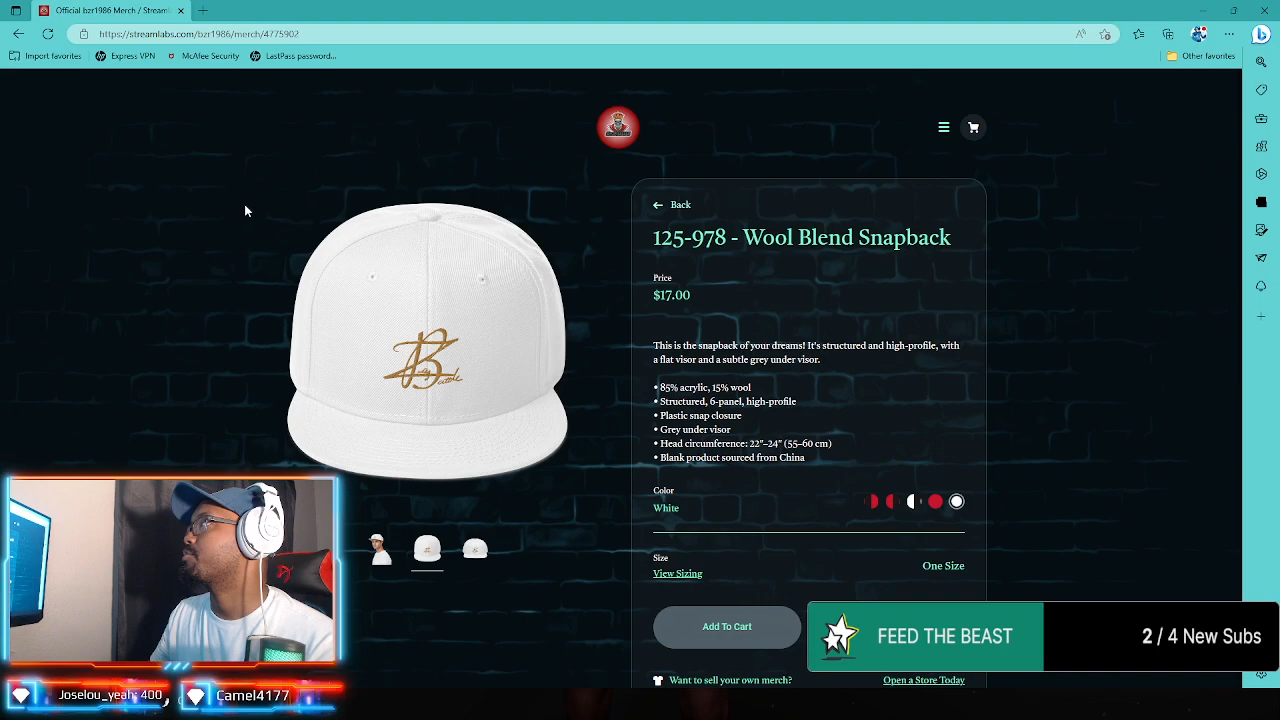 Official bzr1986 Merch / Streaml
https://streamlabs.com/bzr1986/merch/4775902
Import favorites
Express VPN
McAfee Security
LastPass password...
Other favorites
Back
125-978 - Wool Blend Snapback
Price
$17.00
This is the snapback of your dreams! It's structured and high-profile, with
a flat visor and a subtle grey under visor.
• 85% acrylic, 15% wool
• Structured, 6-panel, high-profile
• Plastic snap closure
• Grey under visor
• Head circumference: 22″–24″ (55–60 cm)
• Blank product sourced from China
Color
White
Size
View Sizing
One Size
Add To Cart
FEED THE BEAST
2 / 4 New Subs
Want to sell your own merch?
Open a Store Today
Joselou_yeah: 400,
Camel4177